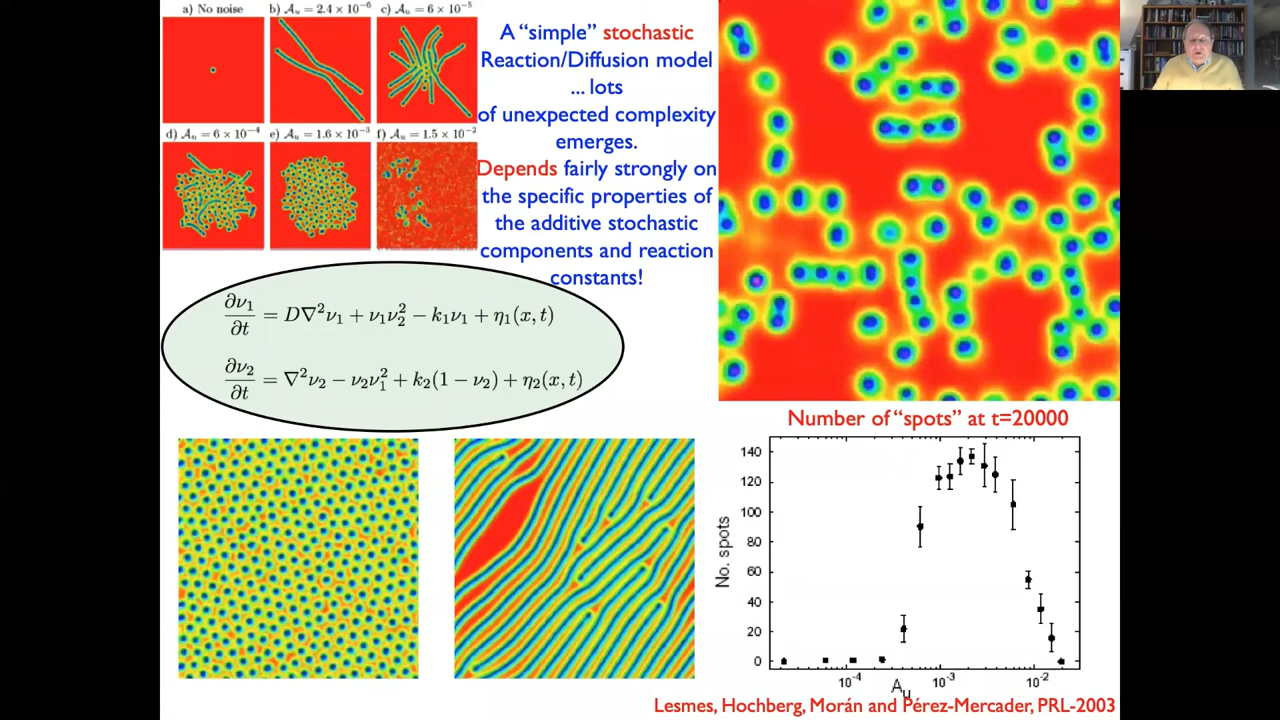 a) No noise
b) 𝒜ᵤ = 2.4 × 10⁻⁶
c) 𝒜ᵤ = 6 × 10⁻⁵
d) 𝒜ᵤ = 6 × 10⁻⁴
e) 𝒜ᵤ = 1.6 × 10⁻³
f) 𝒜ᵤ = 1.5 × 10⁻²
A “simple” stochastic
Reaction/Diffusion model
... lots
of unexpected complexity
emerges.
Depends fairly strongly on
the specific properties of
the additive stochastic
components and reaction
constants!
∂ν₁/∂t = D∇²ν₁ + ν₁ν₂² − k₁ν₁ + η₁(x, t)
∂ν₂/∂t = ∇²ν₂ − ν₂ν₁² + k₂(1 − ν₂) + η₂(x, t)
Number of “spots” at t=20000
No. spots
140
120
100
80
60
40
20
0
10⁻⁴
10⁻³
10⁻²
Aᵤ
Lesmes, Hochberg, Morán and Pérez-Mercader, PRL-2003